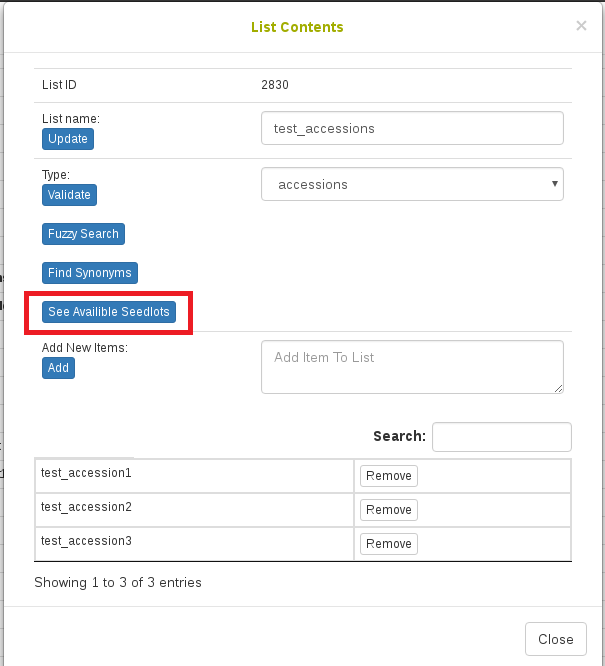 List Contents
×
List ID 2830
List name:
Update
test_accessions
Type:
Validate
accessions
Fuzzy Search
Find Synonyms
See Availible Seedlots
Add New Items:
Add
Add Item To List
Search:
test_accession1 Remove
test_accession2 Remove
test_accession3 Remove
Showing 1 to 3 of 3 entries
Close